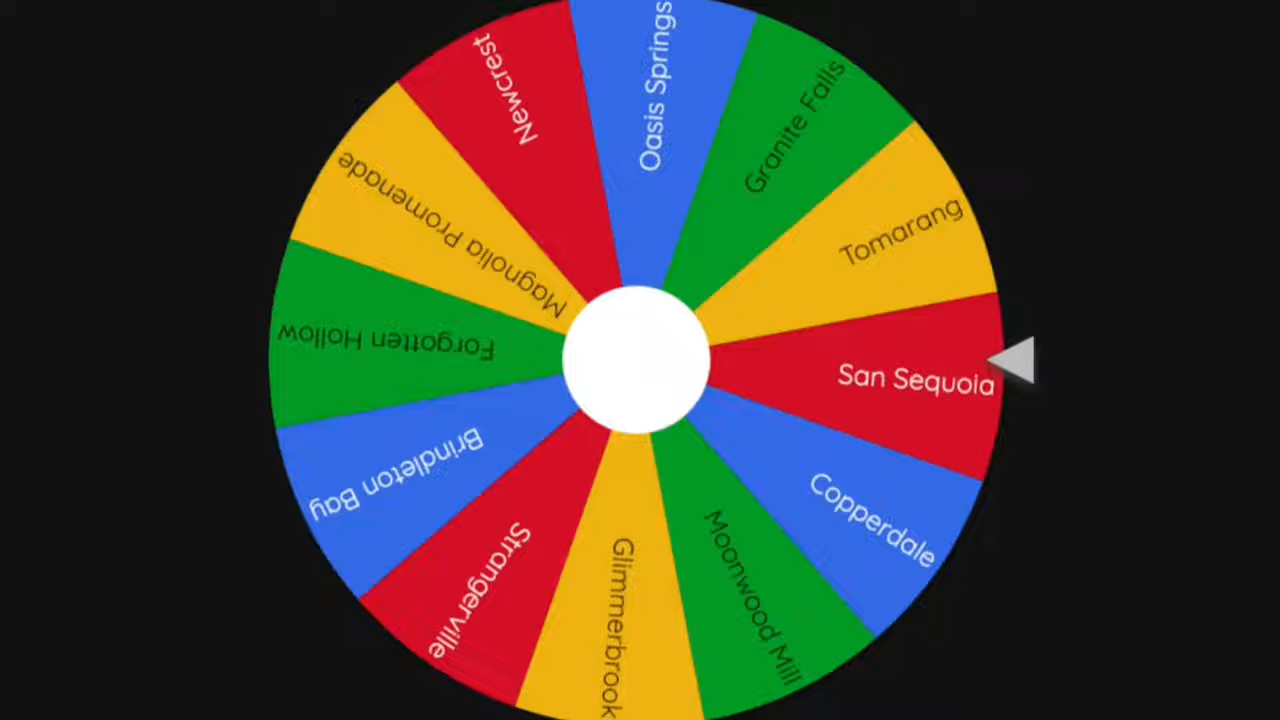 Oasis Springs
Granite Falls
Tomarang
San Sequoia
Copperdale
Moonwood Mill
Glimmerbrook
Strangerville
Brindleton Bay
Forgotten Hollow
Magnolia Promenade
Newcrest